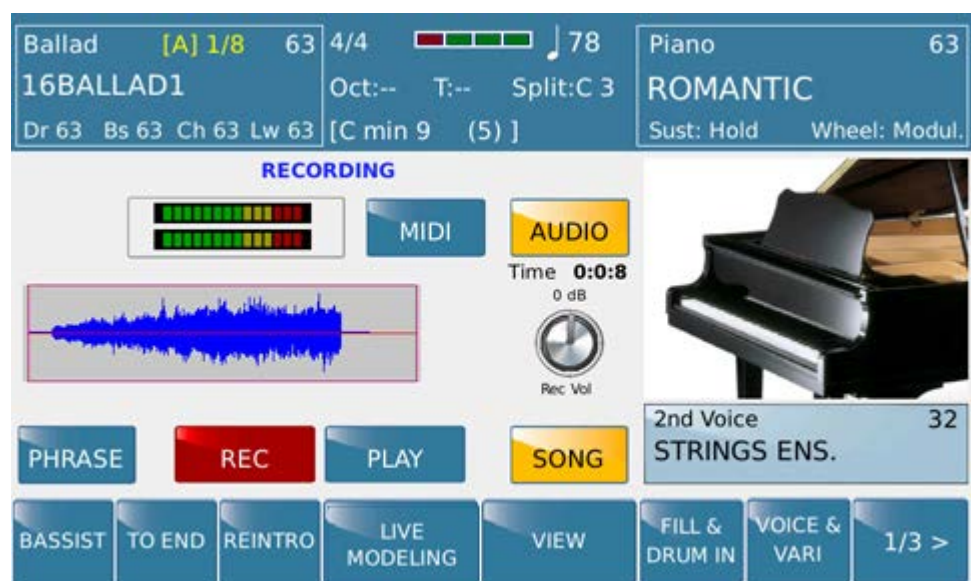 Ballad [A] 1/8 63
16BALLAD1
Dr 63 Bs 63 Ch 63 Lw 63
4/4 78
Oct:-- T:-- Split:C 3
[C min 9 (5) ]
Piano 63
ROMANTIC
Sust: Hold Wheel: Modul.
RECORDING
MIDI
AUDIO
Time 0:0:8
0 dB
Rec Vol
2nd Voice 32
STRINGS ENS.
PHRASE
REC
PLAY
SONG
BASSIST
TO END
REINTRO
LIVE
MODELING
VIEW
FILL &
DRUM IN
VOICE &
VARI
1/3 >